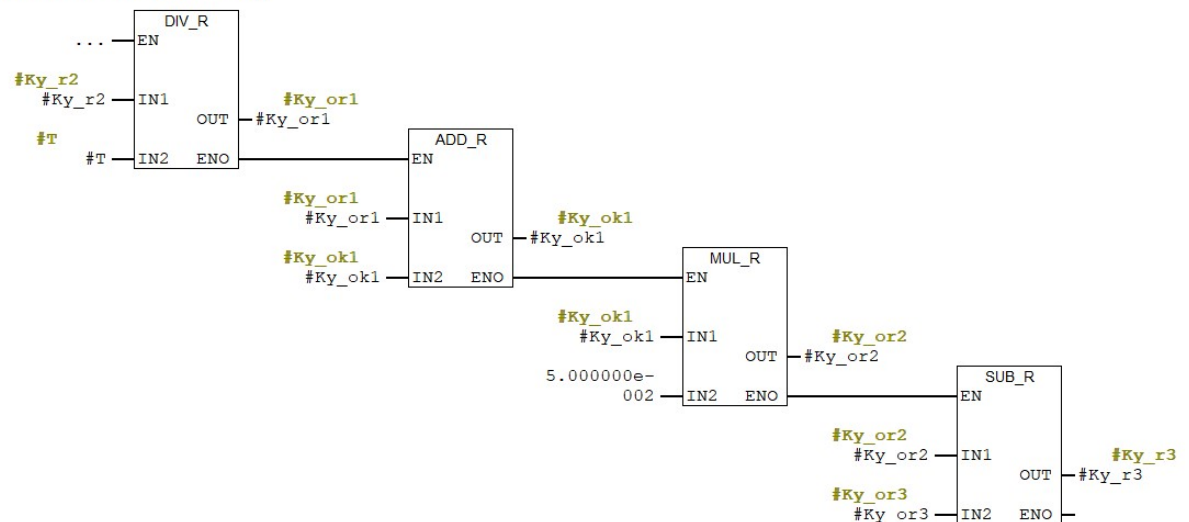 DIV_R
... EN
#Ky_r2
#Ky_r2 IN1
#Ky_or1
OUT #Ky_or1
#T
#T IN2 ENO
ADD_R
EN
#Ky_or1
#Ky_or1 IN1
#Ky_ok1
OUT #Ky_ok1
#Ky_ok1
#Ky_ok1 IN2 ENO
MUL_R
EN
#Ky_ok1
#Ky_ok1 IN1
#Ky_or2
OUT #Ky_or2
5.000000e-
002 IN2 ENO
SUB_R
EN
#Ky_or2
#Ky_or2 IN1
#Ky_r3
OUT #Ky_r3
#Ky_or3
#Ky_or3 IN2 ENO